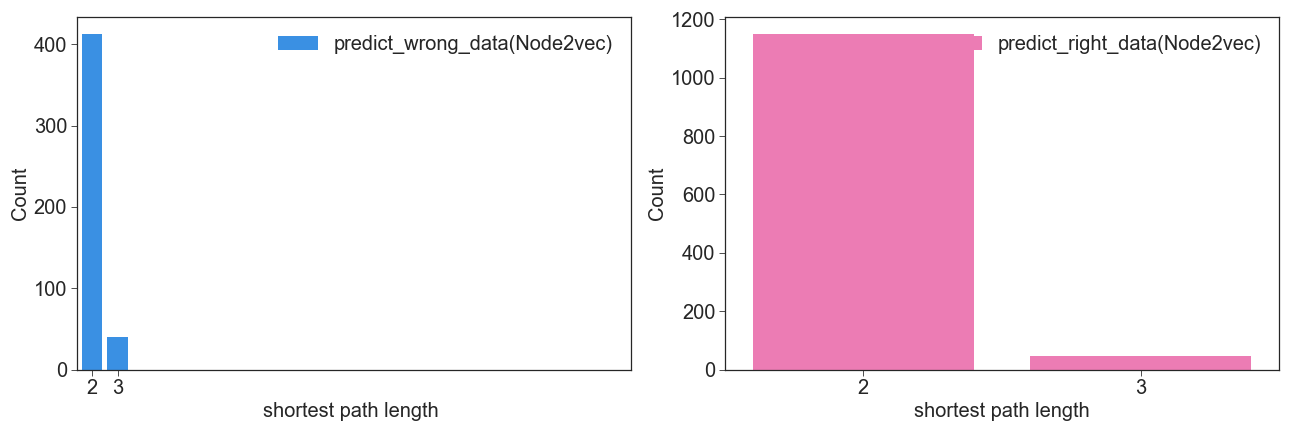 predict_wrong_data(Node2vec)
400
300
200
100
0
Count
2 3
shortest path length
predict_right_data(Node2vec)
1200
1000
800
600
400
200
0
Count
2 3
shortest path length